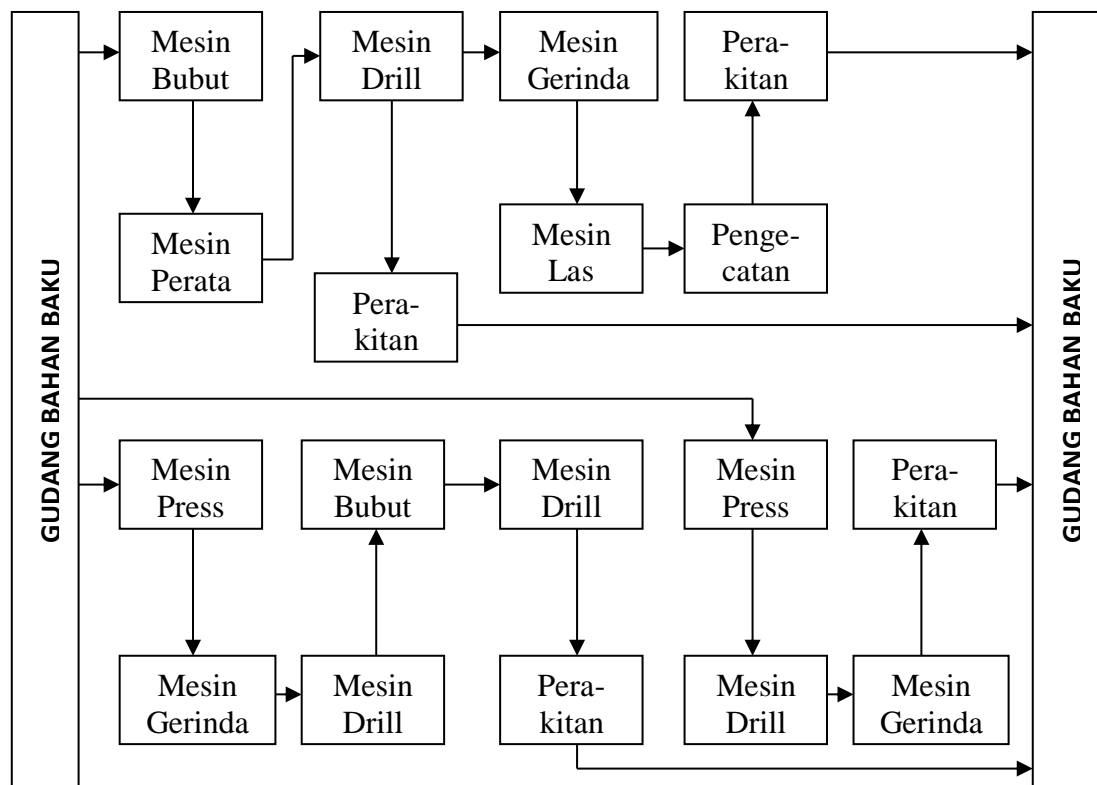 GUDANG BAHAN BAKU
Mesin
Bubut
Mesin
Drill
Mesin
Gerinda
Pera-
kitan
Mesin
Perata
Mesin
Las
Penge-
catan
Pera-
kitan
Mesin
Press
Mesin
Bubut
Mesin
Drill
Mesin
Press
Pera-
kitan
Mesin
Gerinda
Mesin
Drill
Pera-
kitan
Mesin
Drill
Mesin
Gerinda
GUDANG BAHAN BAKU